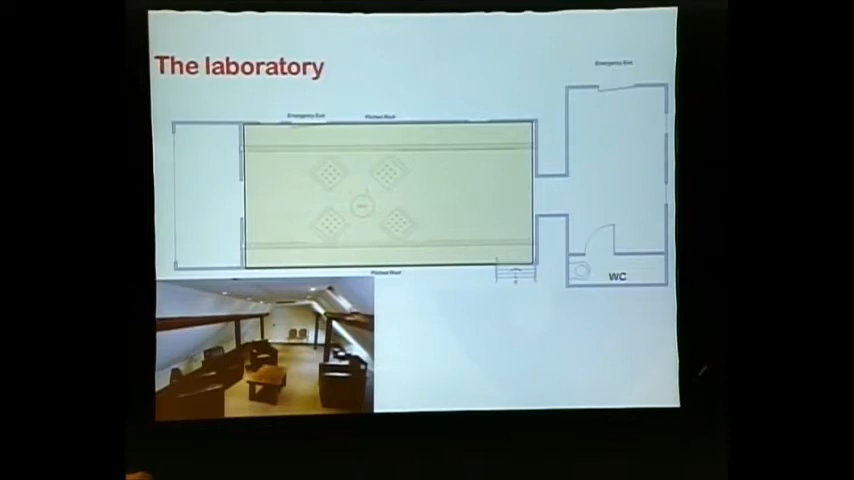 The laboratory
Emergency Exit
Emergency Exit
Pitched Roof
Pitched Roof
WC